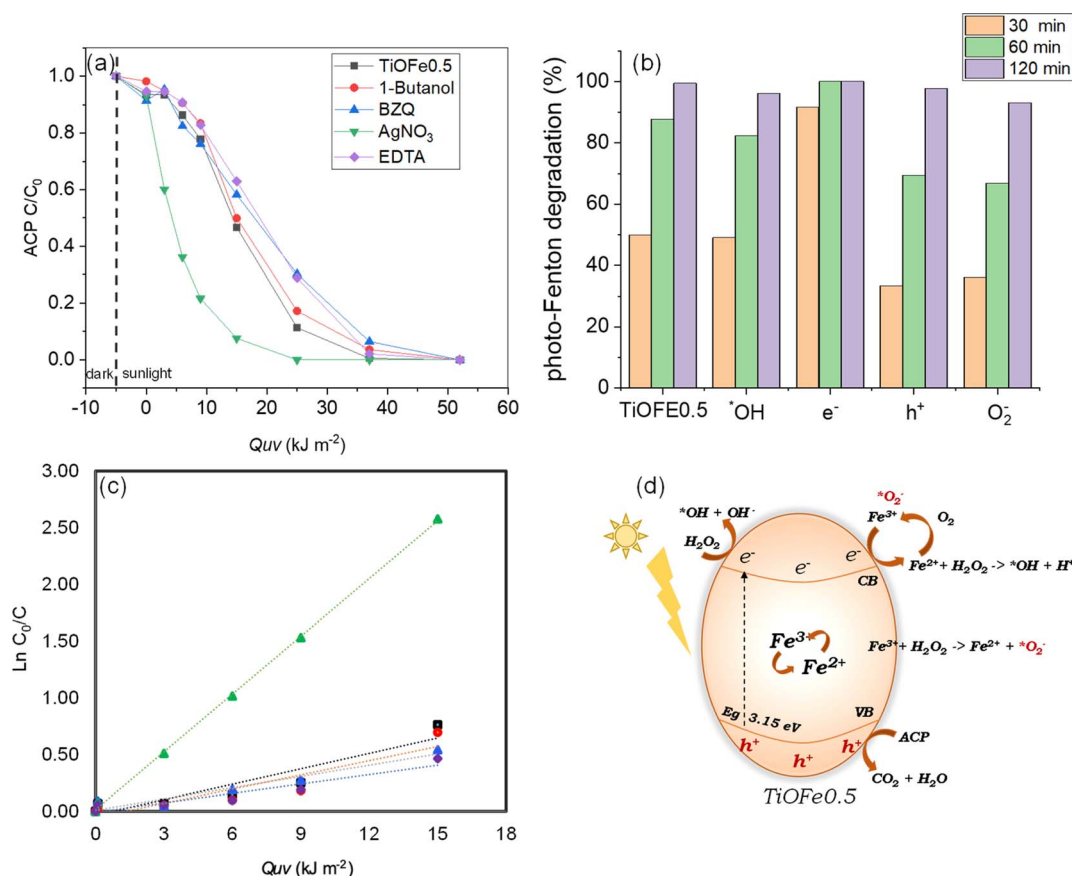 (a)
TiOFe0.5
1-Butanol
BZQ
AgNO₃
EDTA
ACP C/C₀
1.0
0.8
0.6
0.4
0.2
0.0
dark
sunlight
-10 0 10 20 30 40 50 60
Quv (kJ m⁻²)
30 min
60 min
120 min
(b)
photo-Fenton degradation (%)
100
80
60
40
20
0
TiOFE0.5 *OH e⁻ h⁺ O₂⁻
(c)
Ln C₀/C
3.00
2.50
2.00
1.50
1.00
0.50
0.00
0 3 6 9 12 15 18
Quv (kJ m⁻²)
(d)
*OH + OH⁻
H₂O₂
e⁻
e⁻
e⁻
*O₂⁻
Fe³⁺
O₂
Fe²⁺+ H₂O₂ -> *OH + H⁺
CB
Fe³⁺
Fe²⁺
Fe³⁺+ H₂O₂ -> Fe²⁺ + *O₂⁻
Eg 3.15 eV
VB
h⁺
h⁺
h⁺
ACP
CO₂ + H₂O
TiOFe0.5